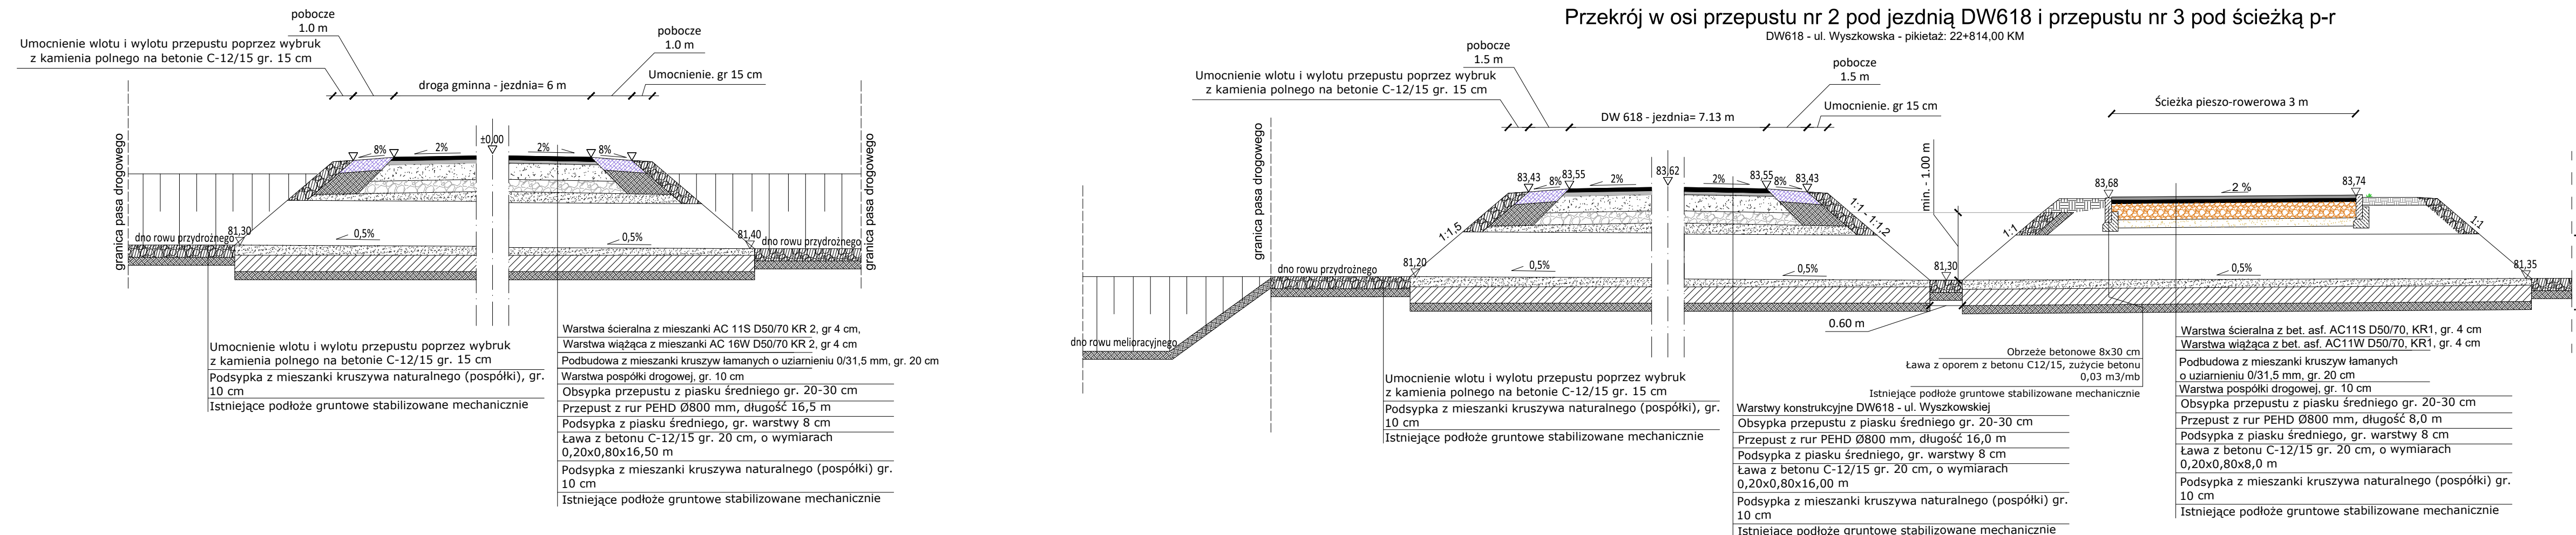 pobocze
1.0 m
Umocnienie wlotu i wylotu przepustu poprzez wybruk
z kamienia polnego na betonie C-12/15 gr. 15 cm
pobocze
1.0 m
Umocnienie. gr 15 cm
droga gminna - jezdnia= 6 m
granica pasa drogowego
granica pasa drogowego
±0,00
8%
2%
2%
8%
dno rowu przydrożnego
81,30
0,5%
0,5%
81,40
dno rowu przydrożnego
Umocnienie wlotu i wylotu przepustu poprzez wybruk
z kamienia polnego na betonie C-12/15 gr. 15 cm
Podsypka z mieszanki kruszywa naturalnego (pospółki), gr.
10 cm
Istniejące podłoże gruntowe stabilizowane mechanicznie
Warstwa ścieralna z mieszanki AC 11S D50/70 KR 2, gr 4 cm,
Warstwa wiążąca z mieszanki AC 16W D50/70 KR 2, gr 4 cm
Podbudowa z mieszanki kruszyw łamanych o uziarnieniu 0/31,5 mm, gr. 20 cm
Warstwa pospółki drogowej, gr. 10 cm
Obsypka przepustu z piasku średniego gr. 20-30 cm
Przepust z rur PEHD Ø800 mm, długość 16,5 m
Podsypka z piasku średniego, gr. warstwy 8 cm
Ława z betonu C-12/15 gr. 20 cm, o wymiarach
0,20x0,80x16,50 m
Podsypka z mieszanki kruszywa naturalnego (pospółki) gr.
10 cm
Istniejące podłoże gruntowe stabilizowane mechanicznie
Przekrój w osi przepustu nr 2 pod jezdnią DW618 i przepustu nr 3 pod ścieżką p-r
DW618 - ul. Wyszkowska - pikietaż: 22+814,00 KM
pobocze
1.5 m
Umocnienie wlotu i wylotu przepustu poprzez wybruk
z kamienia polnego na betonie C-12/15 gr. 15 cm
pobocze
1.5 m
Umocnienie. gr 15 cm
DW 618 - jezdnia= 7.13 m
Ścieżka pieszo-rowerowa 3 m
granica pasa drogowego
min. - 1.00 m
83,43
8%
83,55
2%
83,62
2%
83,55
8%
83,43
1:1,5
1:1 - 1:1,2
83,68
2 %
83,74
1:1
1:1
dno rowu przydrożnego
81,20
0,5%
0,5%
81,30
0,5%
81,35
dno rowu melioracyjnego
0.60 m
Umocnienie wlotu i wylotu przepustu poprzez wybruk
z kamienia polnego na betonie C-12/15 gr. 15 cm
Podsypka z mieszanki kruszywa naturalnego (pospółki), gr.
10 cm
Istniejące podłoże gruntowe stabilizowane mechanicznie
Obrzeże betonowe 8x30 cm
Ława z oporem z betonu C12/15, zużycie betonu
0,03 m3/mb
Istniejące podłoże gruntowe stabilizowane mechanicznie
Warstwy konstrukcyjne DW618 - ul. Wyszkowskiej
Obsypka przepustu z piasku średniego gr. 20-30 cm
Przepust z rur PEHD Ø800 mm, długość 16,0 m
Podsypka z piasku średniego, gr. warstwy 8 cm
Ława z betonu C-12/15 gr. 20 cm, o wymiarach
0,20x0,80x16,00 m
Podsypka z mieszanki kruszywa naturalnego (pospółki) gr.
10 cm
Istniejące podłoże gruntowe stabilizowane mechanicznie
Warstwa ścieralna z bet. asf. AC11S D50/70, KR1, gr. 4 cm
Warstwa wiążąca z bet. asf. AC11W D50/70, KR1, gr. 4 cm
Podbudowa z mieszanki kruszyw łamanych
o uziarnieniu 0/31,5 mm, gr. 20 cm
Warstwa pospółki drogowej, gr. 10 cm
Obsypka przepustu z piasku średniego gr. 20-30 cm
Przepust z rur PEHD Ø800 mm, długość 8,0 m
Podsypka z piasku średniego, gr. warstwy 8 cm
Ława z betonu C-12/15 gr. 20 cm, o wymiarach
0,20x0,80x8,0 m
Podsypka z mieszanki kruszywa naturalnego (pospółki) gr.
10 cm
Istniejące podłoże gruntowe stabilizowane mechanicznie